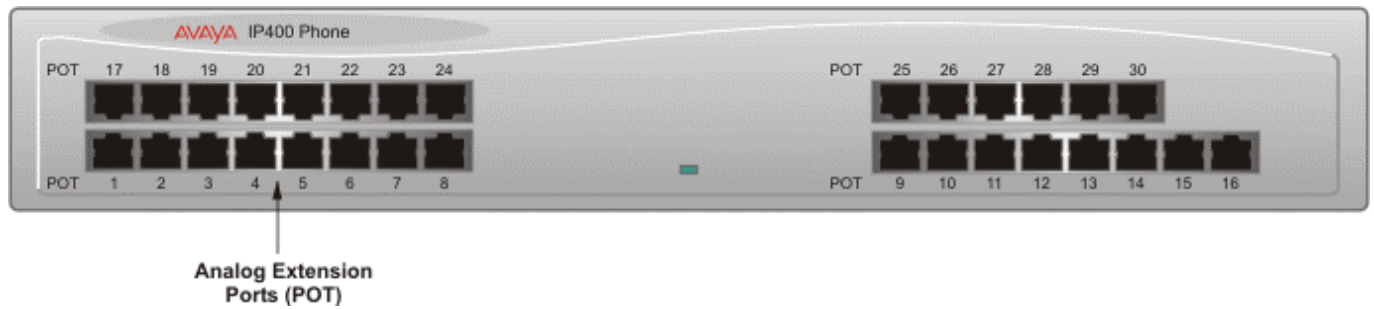 AVAYA IP400 Phone
POT 17 18 19 20 21 22 23 24
POT 25 26 27 28 29 30
POT 1 2 3 4 5 6 7 8
POT 9 10 11 12 13 14 15 16
Analog Extension
Ports (POT)